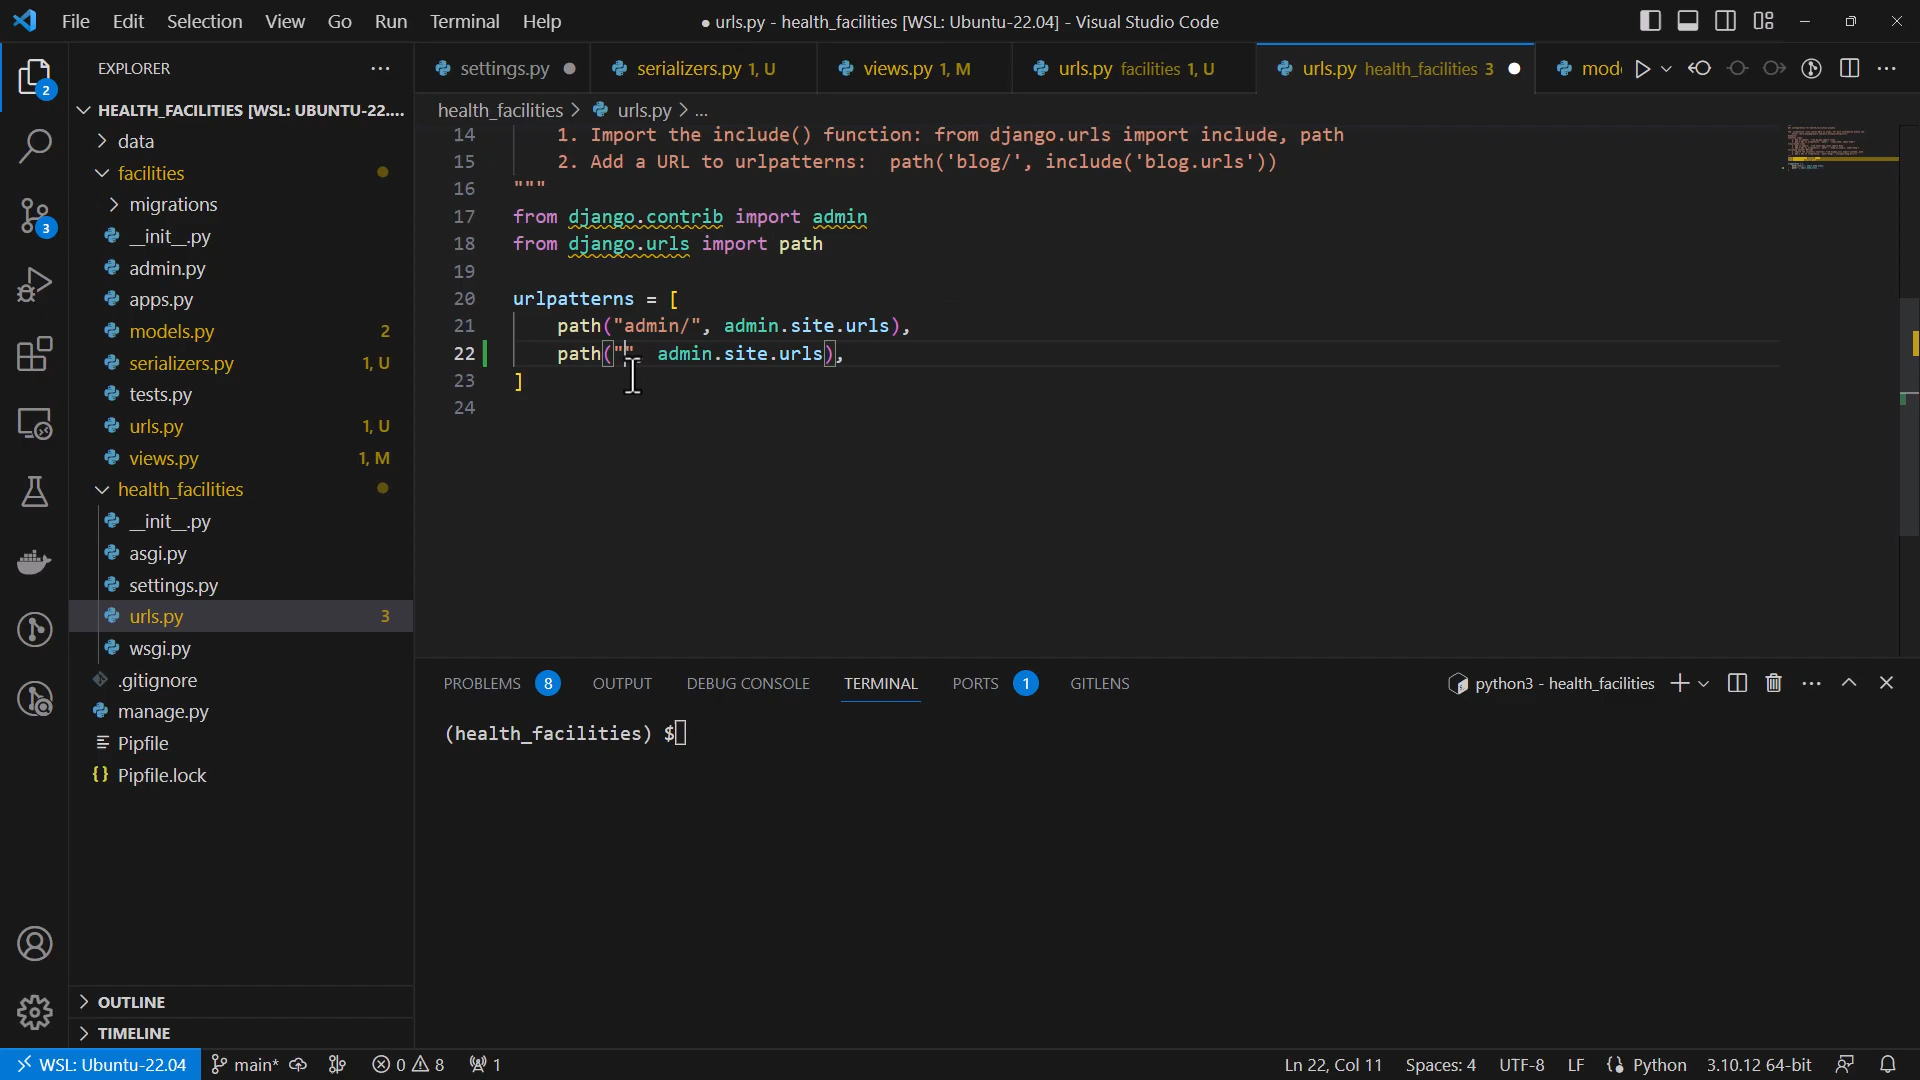 File Edit Selection View Go Run Terminal Help
● urls.py - health_facilities [WSL: Ubuntu-22.04] - Visual Studio Code
EXPLORER
HEALTH_FACILITIES [WSL: UBUNTU-22....
data
facilities
migrations
__init__.py
admin.py
apps.py
models.py 2
serializers.py 1, U
tests.py
urls.py 1, U
views.py 1, M
health_facilities
__init__.py
asgi.py
settings.py
urls.py 3
wsgi.py
.gitignore
manage.py
Pipfile
Pipfile.lock
OUTLINE
TIMELINE
2
3
settings.py
serializers.py 1, U
views.py 1, M
urls.py facilities 1, U
urls.py health_facilities 3
health_facilities > urls.py > ...
14 1. Import the include() function: from django.urls import include, path
15 2. Add a URL to urlpatterns:  path('blog/', include('blog.urls'))
16 """
17 from django.contrib import admin
18 from django.urls import path
19
20 urlpatterns = [
21 path("admin/", admin.site.urls),
22 path("" admin.site.urls),
23 ]
24
PROBLEMS 8 OUTPUT DEBUG CONSOLE TERMINAL PORTS 1 GITLENS
python3 - health_facilities
(health_facilities) $
WSL: Ubuntu-22.04 main* 0 8 1
Ln 22, Col 11 Spaces: 4 UTF-8 LF Python 3.10.12 64-bit